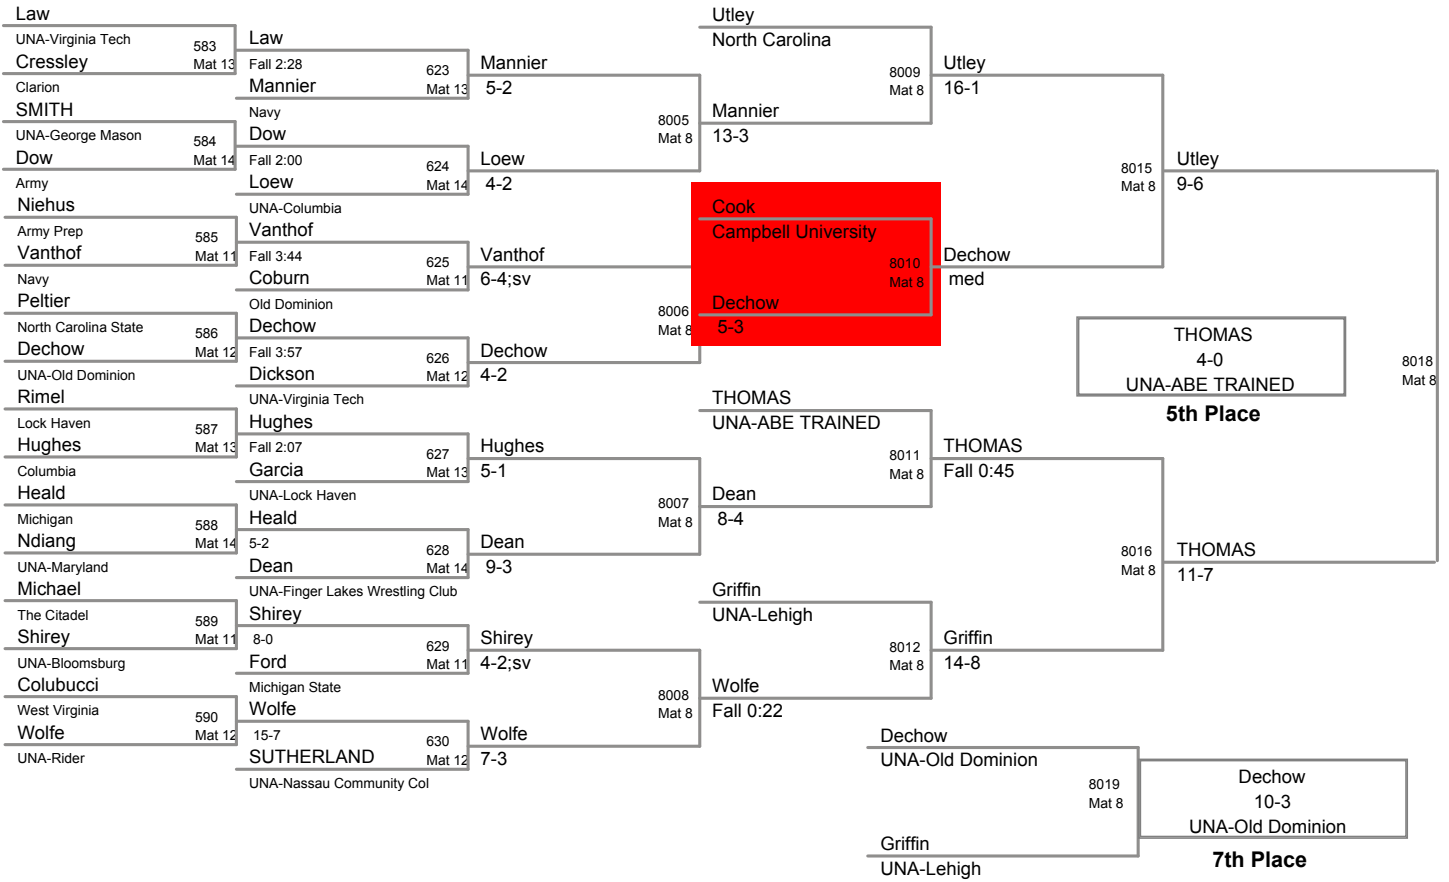 Law
UNA-Virginia Tech
583
Cressley
Mat 13
Clarion
SMITH
UNA-George Mason
584
Dow
Mat 14
Army
Niehus
Army Prep
585
Vanthof
Mat 11
Navy
Peltier
North Carolina State
586
Dechow
Mat 12
UNA-Old Dominion
Rimel
Lock Haven
587
Hughes
Mat 13
Columbia
Heald
Michigan
588
Ndiang
Mat 14
UNA-Maryland
Michael
The Citadel
589
Shirey
Mat 11
UNA-Bloomsburg
Colubucci
West Virginia
590
Wolfe
Mat 12
UNA-Rider
Law
Fall 2:28
623
Mannier
Mat 13
Navy
Dow
Fall 2:00
624
Loew
Mat 14
UNA-Columbia
Vanthof
Fall 3:44
625
Coburn
Mat 11
Old Dominion
Dechow
Fall 3:57
626
Dickson
Mat 12
UNA-Virginia Tech
Hughes
Fall 2:07
627
Garcia
Mat 13
UNA-Lock Haven
Heald
5-2
628
Dean
Mat 14
UNA-Finger Lakes Wrestling Club
Shirey
8-0
629
Ford
Mat 11
Michigan State
Wolfe
15-7
630
SUTHERLAND
Mat 12
UNA-Nassau Community Col
Mannier
5-2
8005
Mat 8
Loew
4-2
Vanthof
6-4;sv
8006
Mat 8
Dechow
4-2
Hughes
5-1
8007
Mat 8
Dean
9-3
Shirey
4-2;sv
8008
Mat 8
Wolfe
7-3
Utley
North Carolina
8009
Mat 8
Mannier
13-3
Cook
Campbell University
8010
Mat 8
Dechow
5-3
THOMAS
UNA-ABE TRAINED
8011
Mat 8
Dean
8-4
Griffin
UNA-Lehigh
8012
Mat 8
Wolfe
Fall 0:22
Utley
16-1
8015
Mat 8
Dechow
med
THOMAS
Fall 0:45
8016
Mat 8
Griffin
14-8
Utley
9-6
8018
Mat 8
THOMAS
11-7
THOMAS
4-0
UNA-ABE TRAINED
5th Place
Dechow
UNA-Old Dominion
8019
Mat 8
Griffin
UNA-Lehigh
Dechow
10-3
UNA-Old Dominion
7th Place